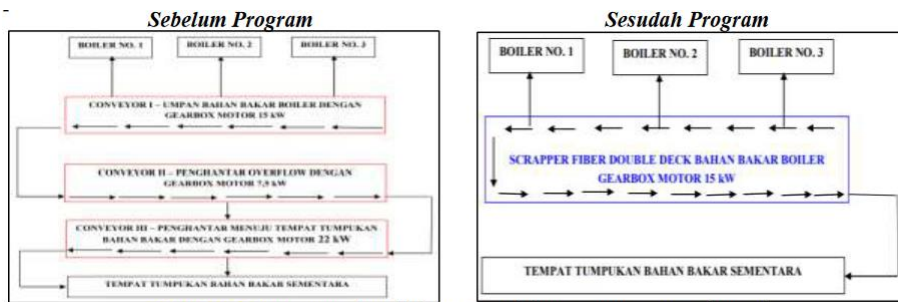 -
Sebelum Program
BOILER NO. 1
BOILER NO. 2
BOILER NO. 3
CONVEYOR I – UMPAN BAHAN BAKAR BOILER DENGAN
GEARBOX MOTOR 15 kW
CONVEYOR II – PENGHANTAR OVERFLOW DENGAN
GEARBOX MOTOR 7,5 kW
CONVEYOR III – PENGHANTAR MENUJU TEMPAT TUMPUKAN
BAHAN BAKAR DENGAN GEARBOX MOTOR 22 kW
TEMPAT TUMPUKAN BAHAN BAKAR SEMENTARA
Sesudah Program
BOILER NO. 1
BOILER NO. 2
BOILER NO. 3
SCRAPPER FIBER DOUBLE DECK BAHAN BAKAR BOILER
GEARBOX MOTOR 15 kW
TEMPAT TUMPUKAN BAHAN BAKAR SEMENTARA